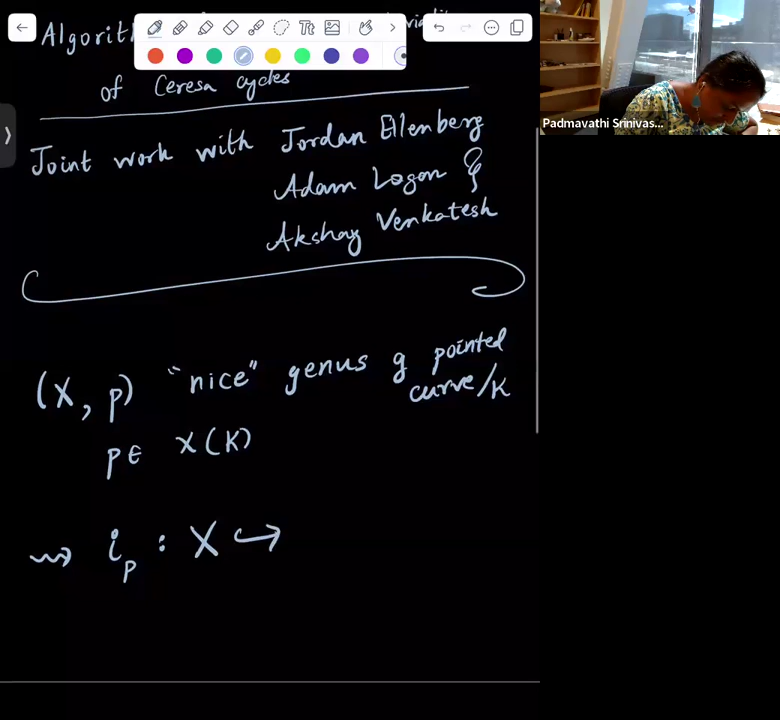 Algorit
of Ceresa cycles
Joint work with Jordan Ellenberg
Adam Logan &
Akshay Venkatesh
(X, p) "nice" genus g pointed
curve/K
p ∈ X(K)
⇝ i_p : X ↪
Padmavathi Srinivas...